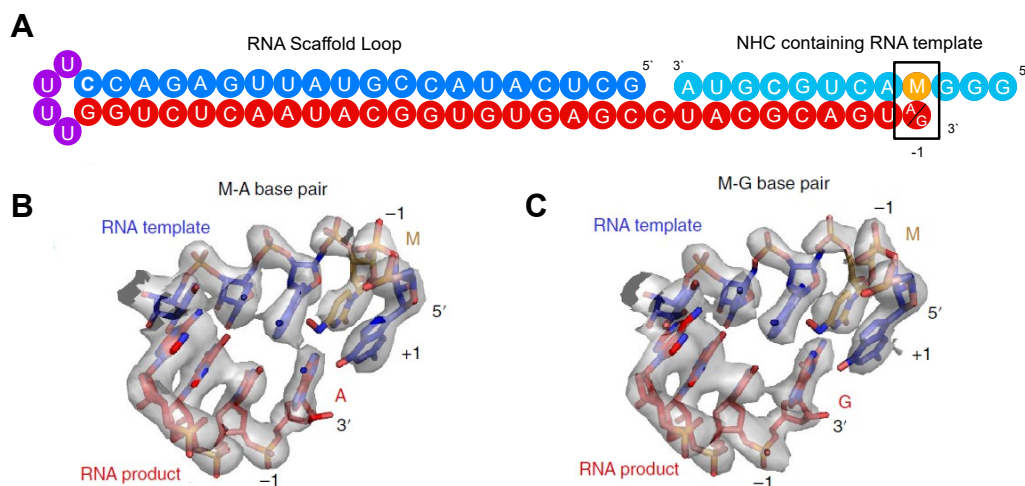 A
RNA Scaffold Loop
NHC containing RNA template
U U C C A G A G U U A U G C C A U A C U C G 5` 3` A U G C G U C A M G G G 5`
U U G G U C U C A A U A C G G U G U G A G C C U A C G C A G U A/G 3`
-1
B
M-A base pair
RNA template
−1
M
5′
+1
A
3′
RNA product
−1
C
M-G base pair
RNA template
−1
M
5′
+1
G
3′
RNA product
−1